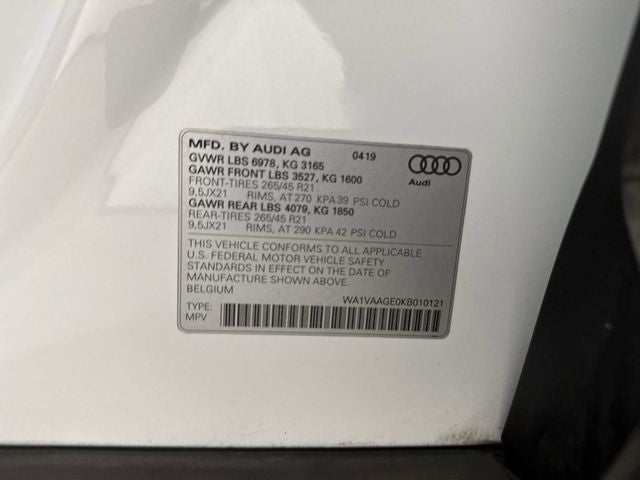 MFD. BY AUDI AG 0419
GVWR LBS 6978, KG 3165
GAWR FRONT LBS 3527, KG 1600
FRONT-TIRES 265/45 R21
9,5JX21 RIMS, AT 270 KPA 39 PSI COLD
GAWR REAR LBS 4079, KG 1850
REAR-TIRES 265/45 R21
9,5JX21 RIMS, AT 290 KPA 42 PSI COLD
Audi
THIS VEHICLE CONFORMS TO ALL APPLICABLE
U.S. FEDERAL MOTOR VEHICLE SAFETY
STANDARDS IN EFFECT ON THE DATE OF
MANUFACTURE SHOWN ABOVE.
BELGIUM
WA1VAAGE0KB010121
TYPE:
MPV